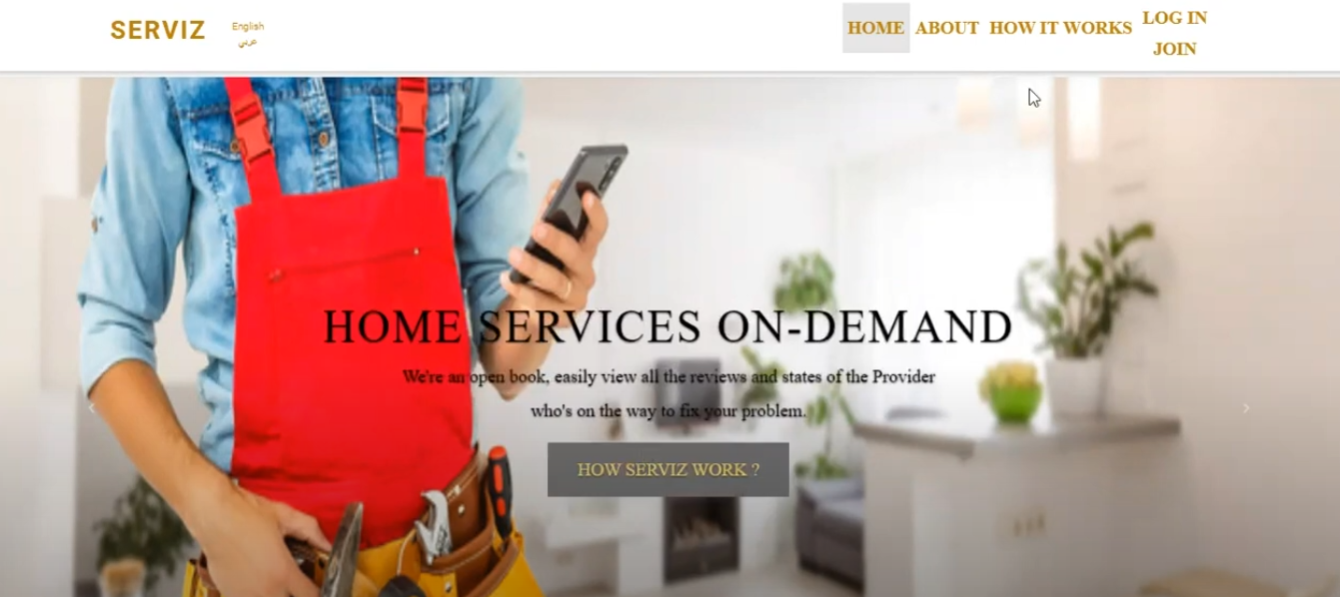 SERVIZ
English
عربي
HOME ABOUT HOW IT WORKS LOG IN
JOIN
HOME SERVICES ON-DEMAND
We're an open book, easily view all the reviews and states of the Provider
who's on the way to fix your problem.
HOW SERVIZ WORK ?